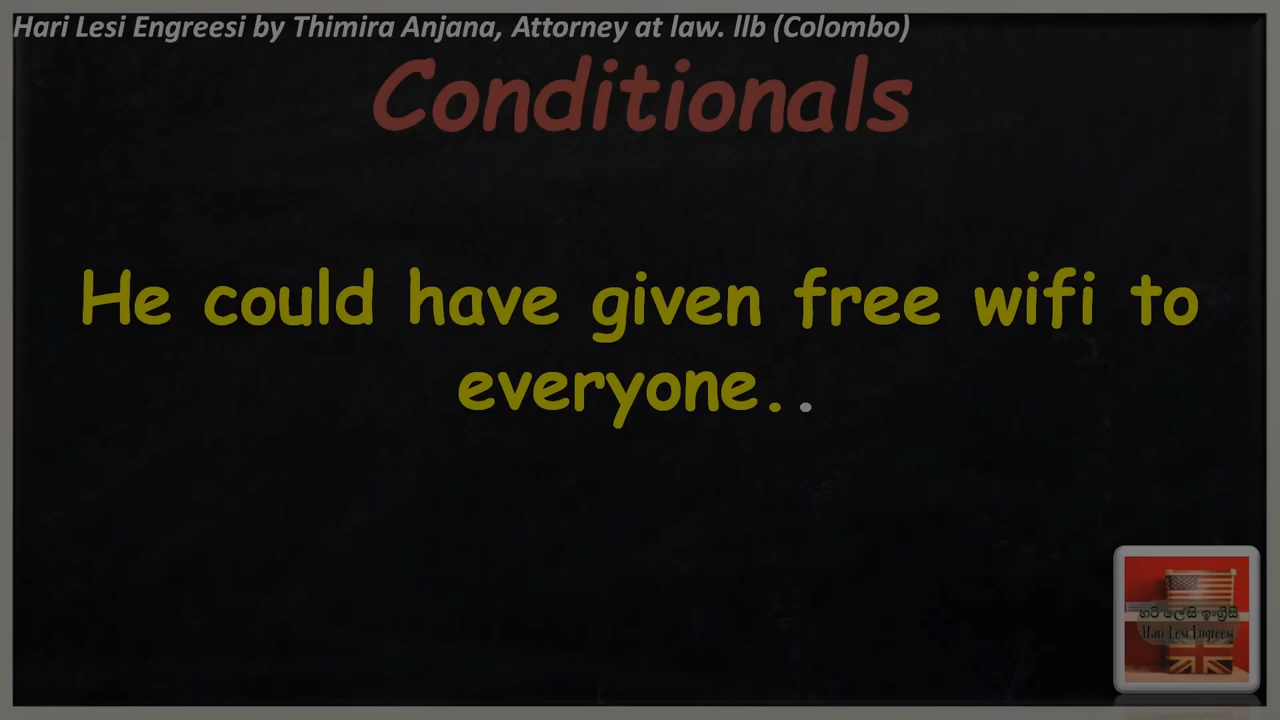 Hari Lesi Engreesi by Thimira Anjana, Attorney at law. llb (Colombo)
Conditionals
He could have given free wifi to
everyone..
හරි ලේසි ඉංග්‍රීසි
Hari Lesi Engreesi